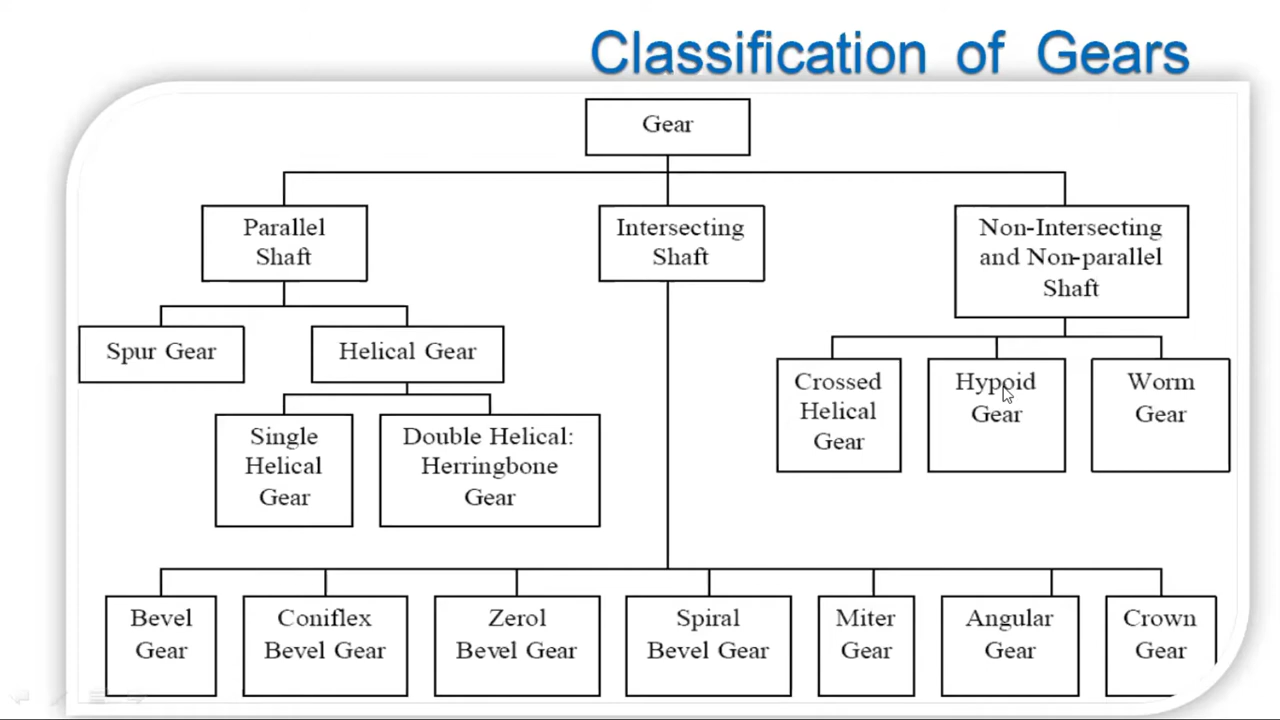 Classification of Gears
Gear
Parallel
Shaft
Intersecting
Shaft
Non-Intersecting
and Non-parallel
Shaft
Spur Gear
Helical Gear
Crossed
Helical
Gear
Hypoid
Gear
Worm
Gear
Single
Helical
Gear
Double Helical:
Herringbone
Gear
Bevel
Gear
Coniflex
Bevel Gear
Zerol
Bevel Gear
Spiral
Bevel Gear
Miter
Gear
Angular
Gear
Crown
Gear